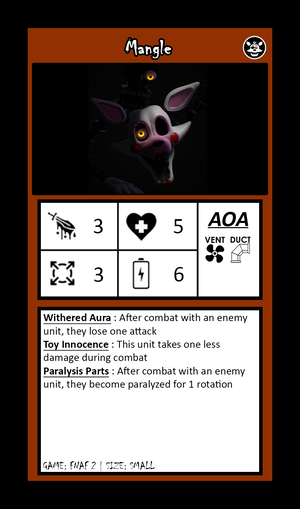 Mangle
3
5
AOA
VENT DUCT
3
6
Withered Aura : After combat with an enemy
unit, they lose one attack
Toy Innocence : This unit takes one less
damage during combat
Paralysis Parts : After combat with an enemy
unit, they become paralyzed for 1 rotation
GAME: FNAF 2 | SIZE: SMALL